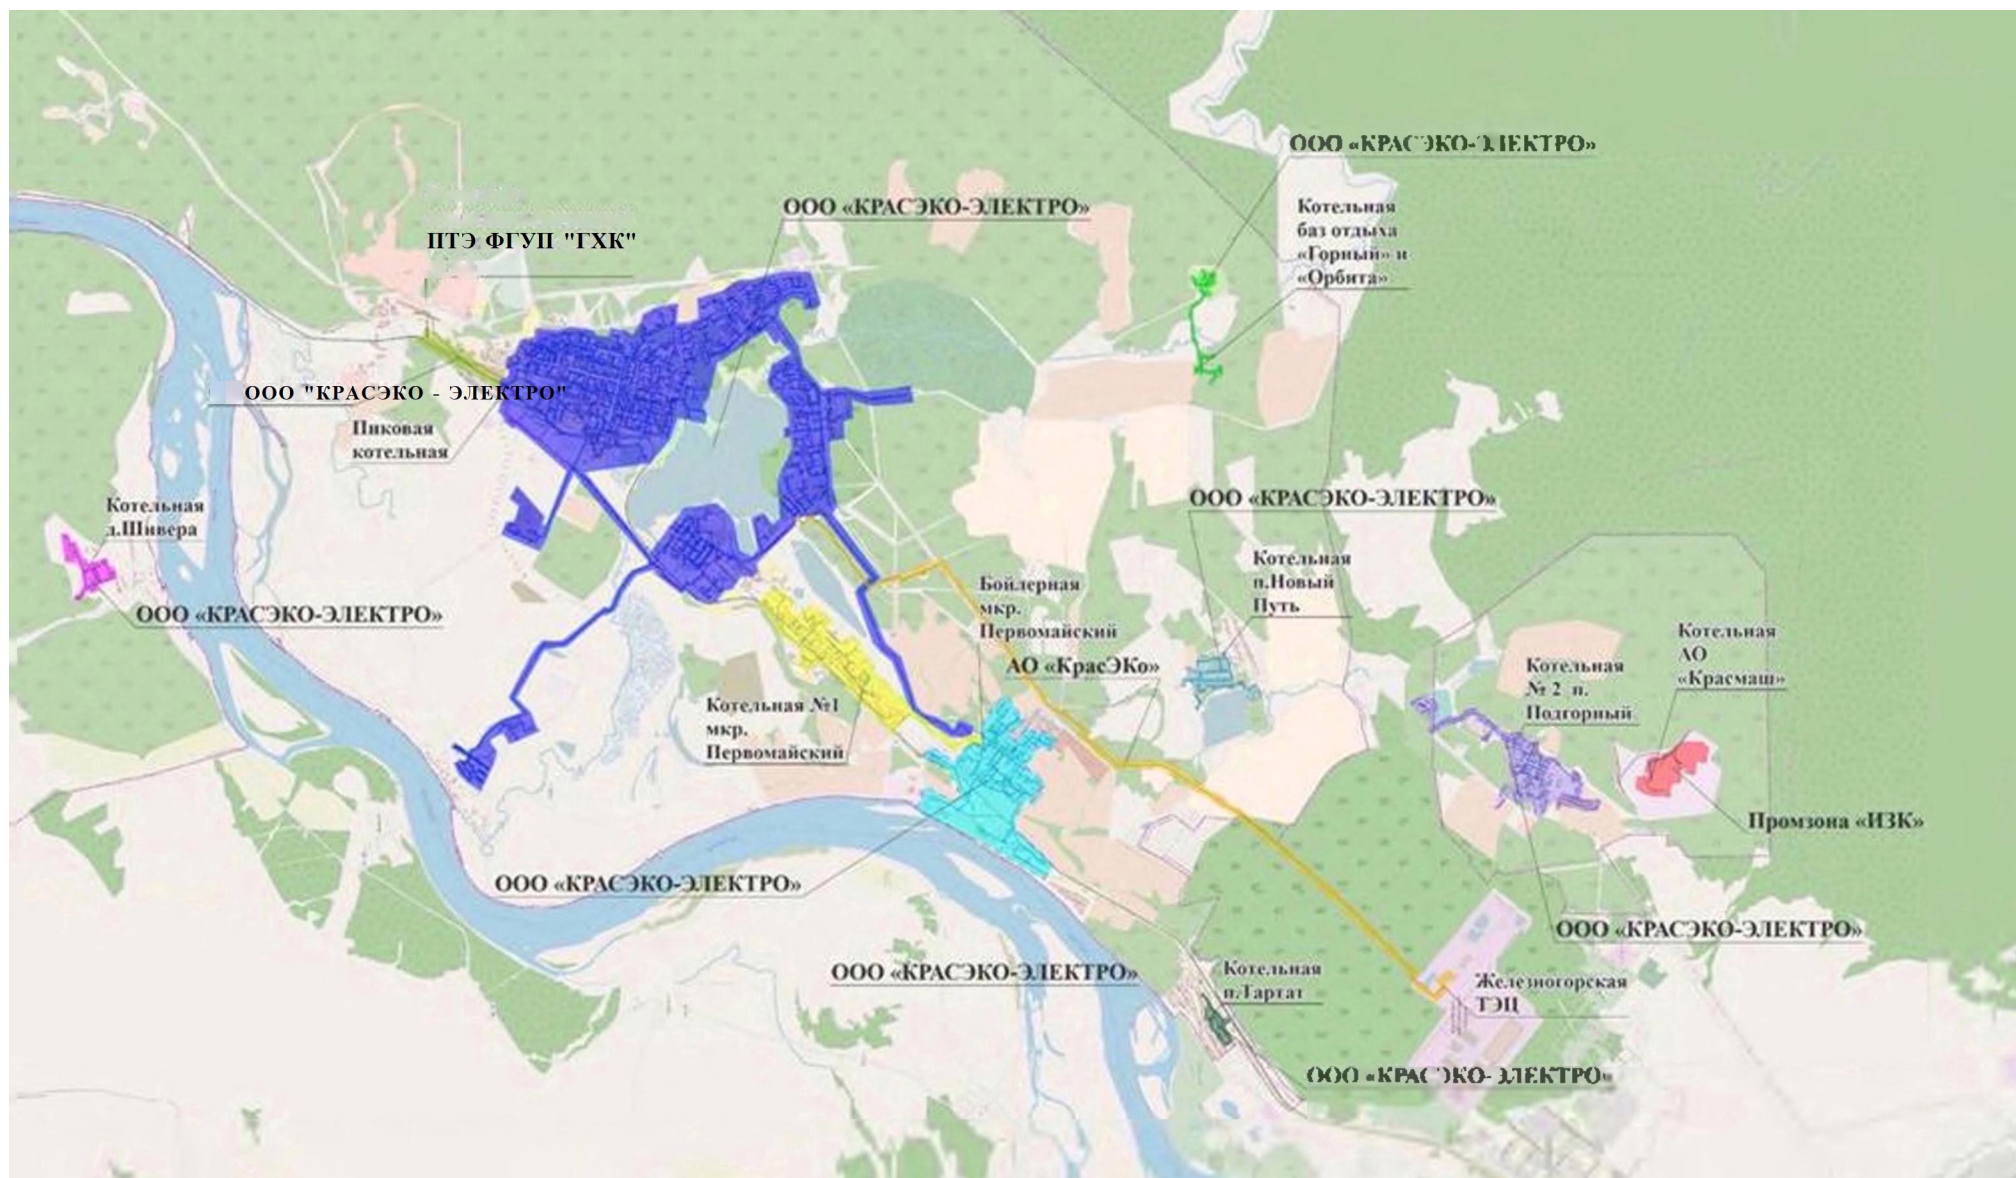 ООО «КРАСЭКО-ЭЛЕКТРО»
Котельная
баз отдыха
«Горный» и
«Орбита»
ООО «КРАСЭКО-ЭЛЕКТРО»
ПТЭ ФГУП "ГХК"
ООО "КРАСЭКО - ЭЛЕКТРО"
Пиковая
котельная
Котельная
д.Шивера
ООО «КРАСЭКО-ЭЛЕКТРО»
ООО «КРАСЭКО-ЭЛЕКТРО»
Котельная
п.Новый
Путь
Бойлерная
мкр.
Первомайский
АО «КрасЭКо»
Котельная №1
мкр.
Первомайский
Котельная
№ 2 п.
Подгорный
Котельная
АО
«Красмаш»
Промзона «ИЗК»
ООО «КРАСЭКО-ЭЛЕКТРО»
ООО «КРАСЭКО-ЭЛЕКТРО»
ООО «КРАСЭКО-ЭЛЕКТРО»
Котельная
п.Тартат
Железногорская
ТЭЦ
ООО «КРАСЭКО-ЭЛЕКТРО»